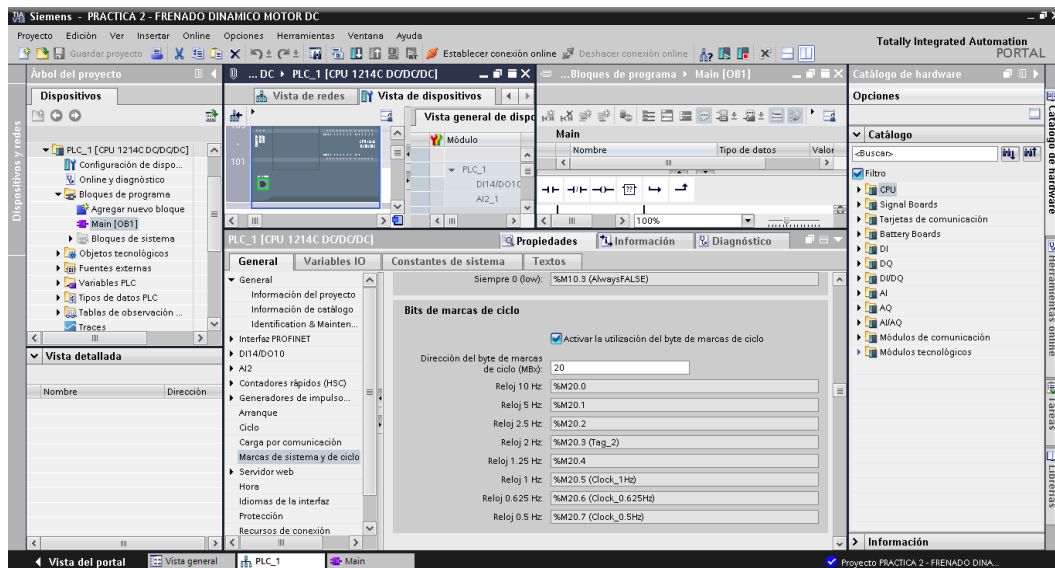 Siemens - PRACTICA 2 - FRENADO DINAMICO MOTOR DC
Proyecto Edición Ver Insertar Online Opciones Herramientas Ventana Ayuda
Guardar proyecto Establecer conexión online Deshacer conexión online
Totally Integrated Automation
PORTAL
Árbol del proyecto
Dispositivos
PLC_1 [CPU 1214C DC/DC/DC]
Configuración de dispo...
Online y diagnóstico
Bloques de programa
Agregar nuevo bloque
Main [OB1]
Bloques de sistema
Objetos tecnológicos
Fuentes externas
Variables PLC
Tipos de datos PLC
Tablas de observación ...
Traces
Vista detallada
Nombre Dirección
Dispositivos y redes
... DC PLC_1 [CPU 1214C DC/DC/DC]
Vista de redes Vista de dispositivos
Vista general de dispo
Módulo
PLC_1
DI14/DO10
AI2_1
101
...Bloques de programa Main [OB1]
Main
Nombre Tipo de datos Valor
100%
PLC_1 [CPU 1214C DC/DC/DC]
Propiedades Información Diagnóstico
General Variables IO Constantes de sistema Textos
General
Información del proyecto
Información de catálogo
Identification & Mainten...
Interfaz PROFINET
DI14/DO10
AI2
Contadores rápidos (HSC)
Generadores de impulso...
Arranque
Ciclo
Carga por comunicación
Marcas de sistema y de ciclo
Servidor web
Hora
Idiomas de la interfaz
Protección
Recursos de conexión
Siempre 0 (low): %M10.3 (AlwaysFALSE)
Bits de marcas de ciclo
Activar la utilización del byte de marcas de ciclo
Dirección del byte de marcas
de ciclo (MBx): 20
Reloj 10 Hz: %M20.0
Reloj 5 Hz: %M20.1
Reloj 2.5 Hz: %M20.2
Reloj 2 Hz: %M20.3 (Tag_2)
Reloj 1.25 Hz: %M20.4
Reloj 1 Hz: %M20.5 (Clock_1Hz)
Reloj 0.625 Hz: %M20.6 (Clock_0.625Hz)
Reloj 0.5 Hz: %M20.7 (Clock_0.5Hz)
Catálogo de hardware
Opciones
Catálogo
<Buscar>
Filtro
CPU
Signal Boards
Tarjetas de comunicación
Battery Boards
DI
DQ
DI/DQ
AI
AQ
AI/AQ
Módulos de comunicación
Módulos tecnológicos
Información
Catálogo de hardware
Herramientas online
Tareas
Librerías
Vista del portal Vista general PLC_1 Main
Proyecto PRACTICA 2 - FRENADO DINA...